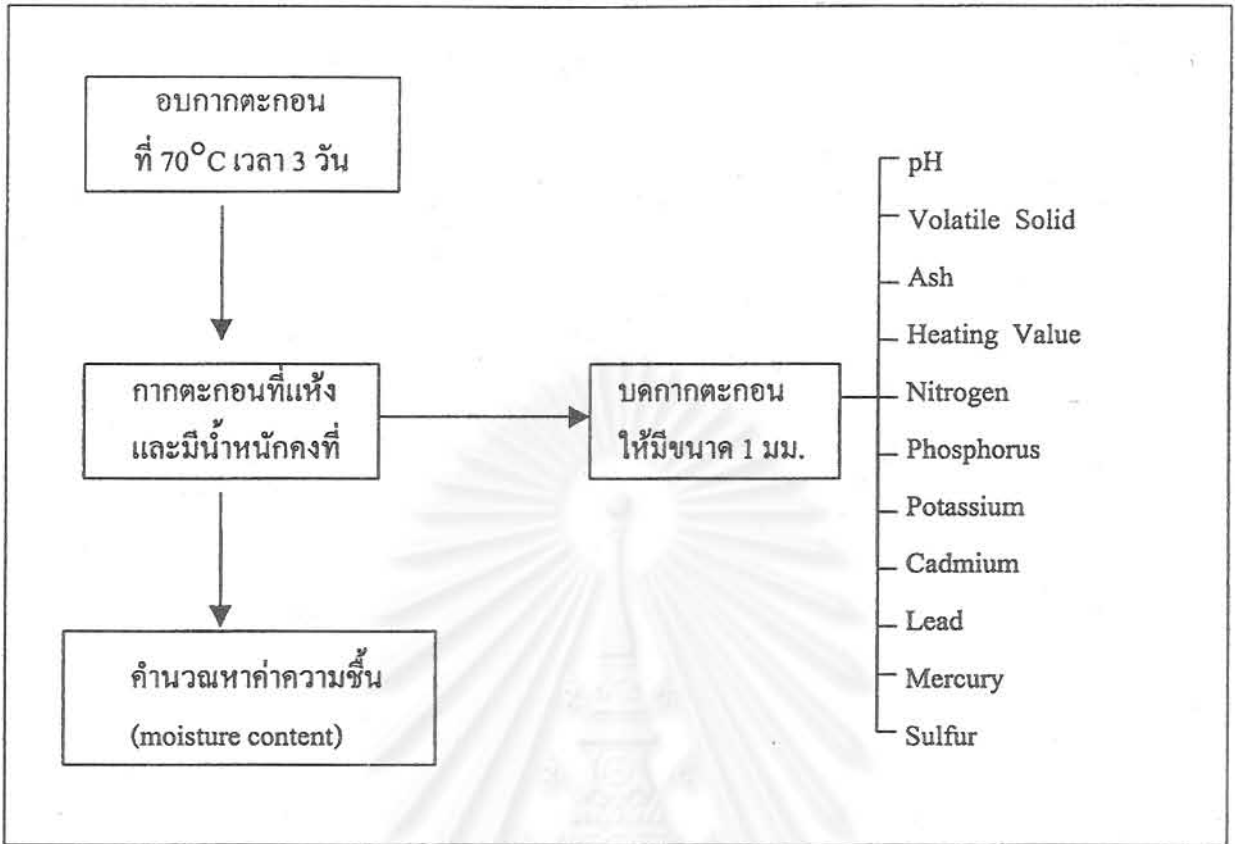 อบกากตะกอน
ที่ 70°C เวลา 3 วัน
กากตะกอนที่แห้ง
และมีน้ำหนักคงที่
คำนวณหาค่าความชื้น
(moisture content)
บดกากตะกอน
ให้มีขนาด 1 มม.
pH
Volatile Solid
Ash
Heating Value
Nitrogen
Phosphorus
Potassium
Cadmium
Lead
Mercury
Sulfur